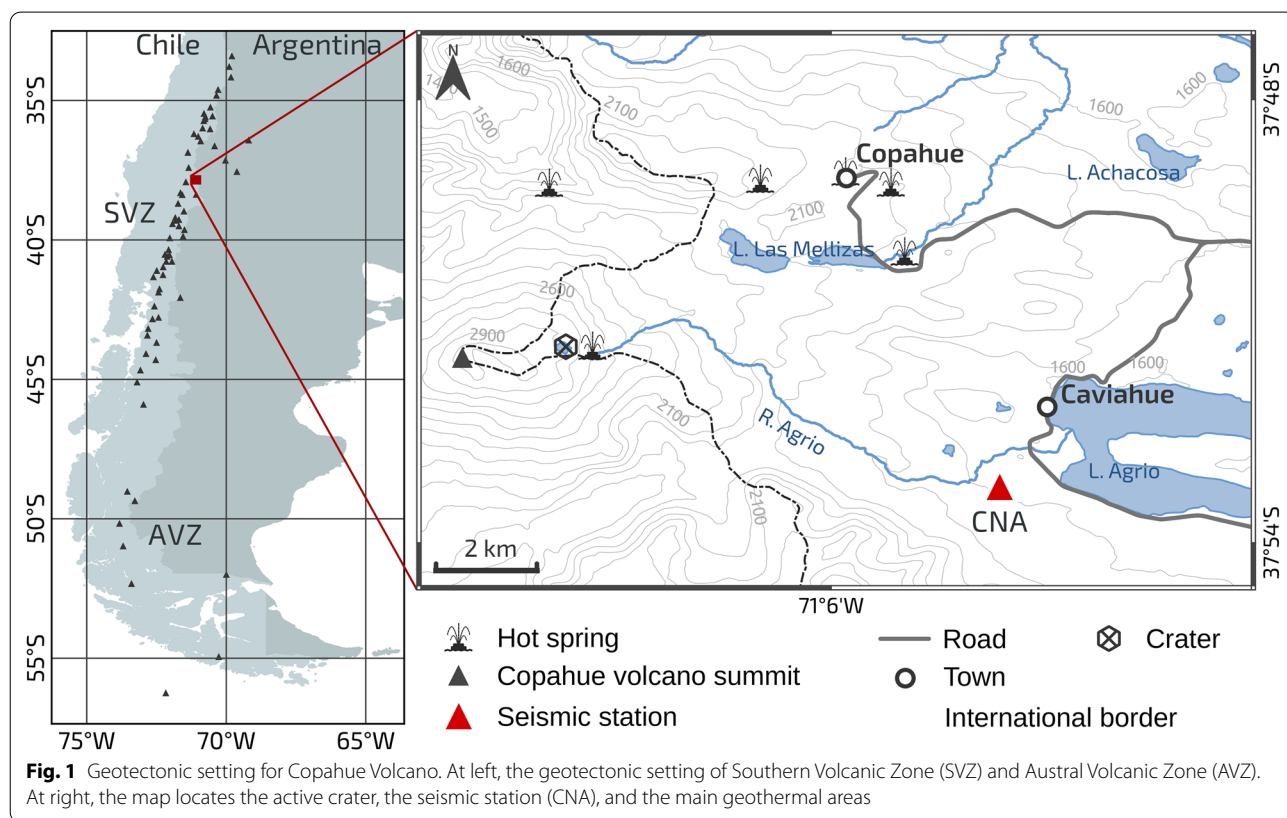 Chile
Argentina
35°S
40°S
45°S
50°S
55°S
SVZ
AVZ
75°W
70°W
65°W
N
1600
1500
2100
1600
1600
37°48'S
Copahue
L. Achacosa
2100
L. Las Mellizas
2600
2900
1600
1600
Caviahue
2100
R. Agrio
L. Agrio
2100
CNA
37°54'S
2 km
71°6'W
Hot spring
Road
Crater
Copahue volcano summit
Town
Seismic station
International border
Fig. 1 Geotectonic setting for Copahue Volcano. At left, the geotectonic setting of Southern Volcanic Zone (SVZ) and Austral Volcanic Zone (AVZ).
At right, the map locates the active crater, the seismic station (CNA), and the main geothermal areas